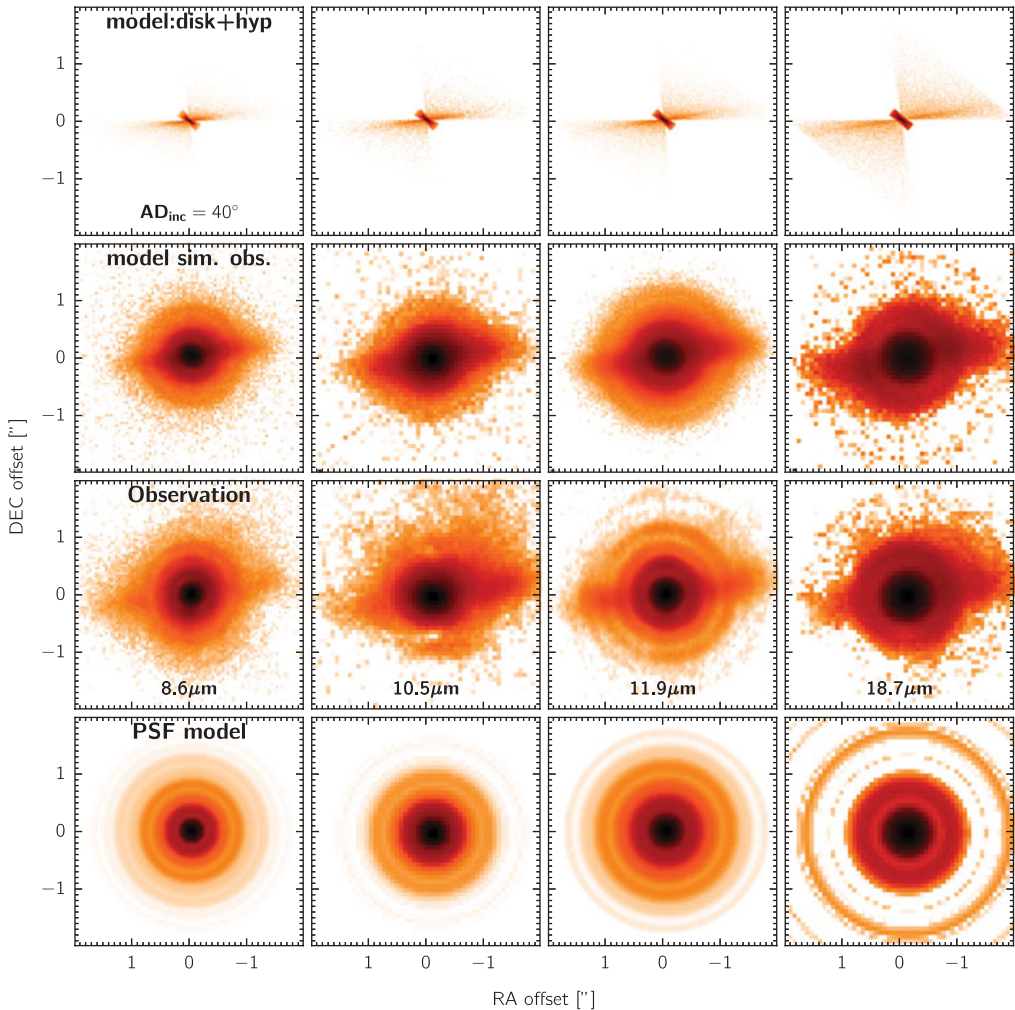 model:disk+hyp
1
0
−1
AD_inc = 40°
model sim. obs.
1
0
−1
DEC offset ["]
Observation
1
0
−1
8.6μm
10.5μm
11.9μm
18.7μm
PSF model
1
0
−1
1 0 −1 1 0 −1 1 0 −1 1 0 −1
RA offset ["]